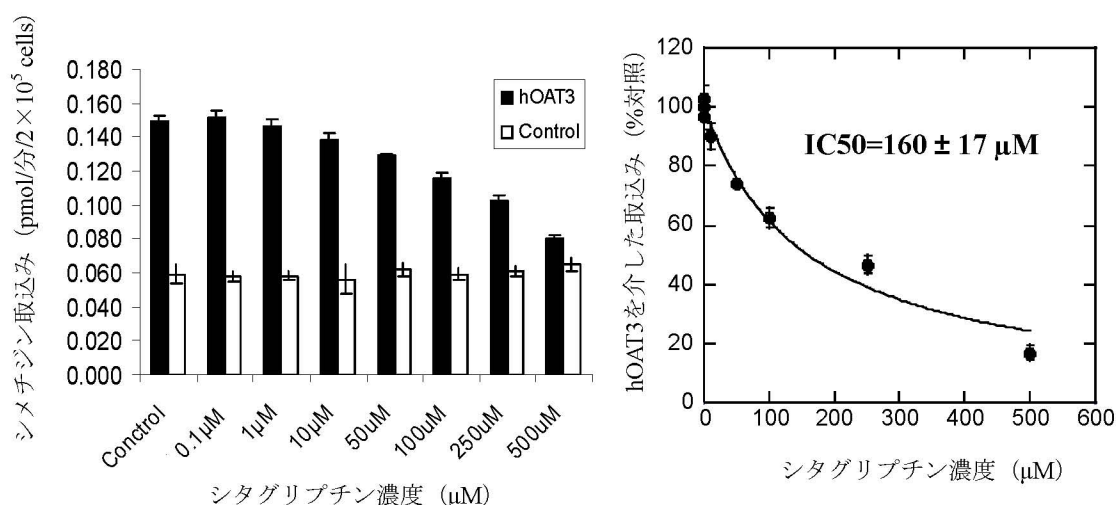 シメチジン取込み (pmol/分/2×10⁵ cells)
0.180
0.160
0.140
0.120
0.100
0.080
0.060
0.040
0.020
0.000
hOAT3
Control
Conctrol
0.1μM
1μM
10μM
50uM
100uM
250uM
500uM
シタグリプチン濃度 (μM)
hOAT3を介した取込み (%対照)
120
100
80
60
40
20
0
IC50=160 ± 17 μM
0
100
200
300
400
500
600
シタグリプチン濃度 (μM)